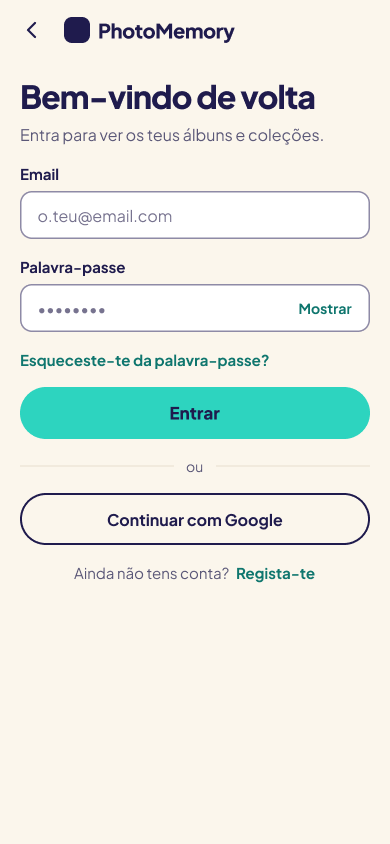 PhotoMemory
Bem-vindo de volta
Entra para ver os teus álbuns e coleções.
Email
o.teu@email.com
Palavra-passe
••••••••
Mostrar
Esqueceste-te da palavra-passe?
Entrar
ou
Continuar com Google
Ainda não tens conta? Regista-te